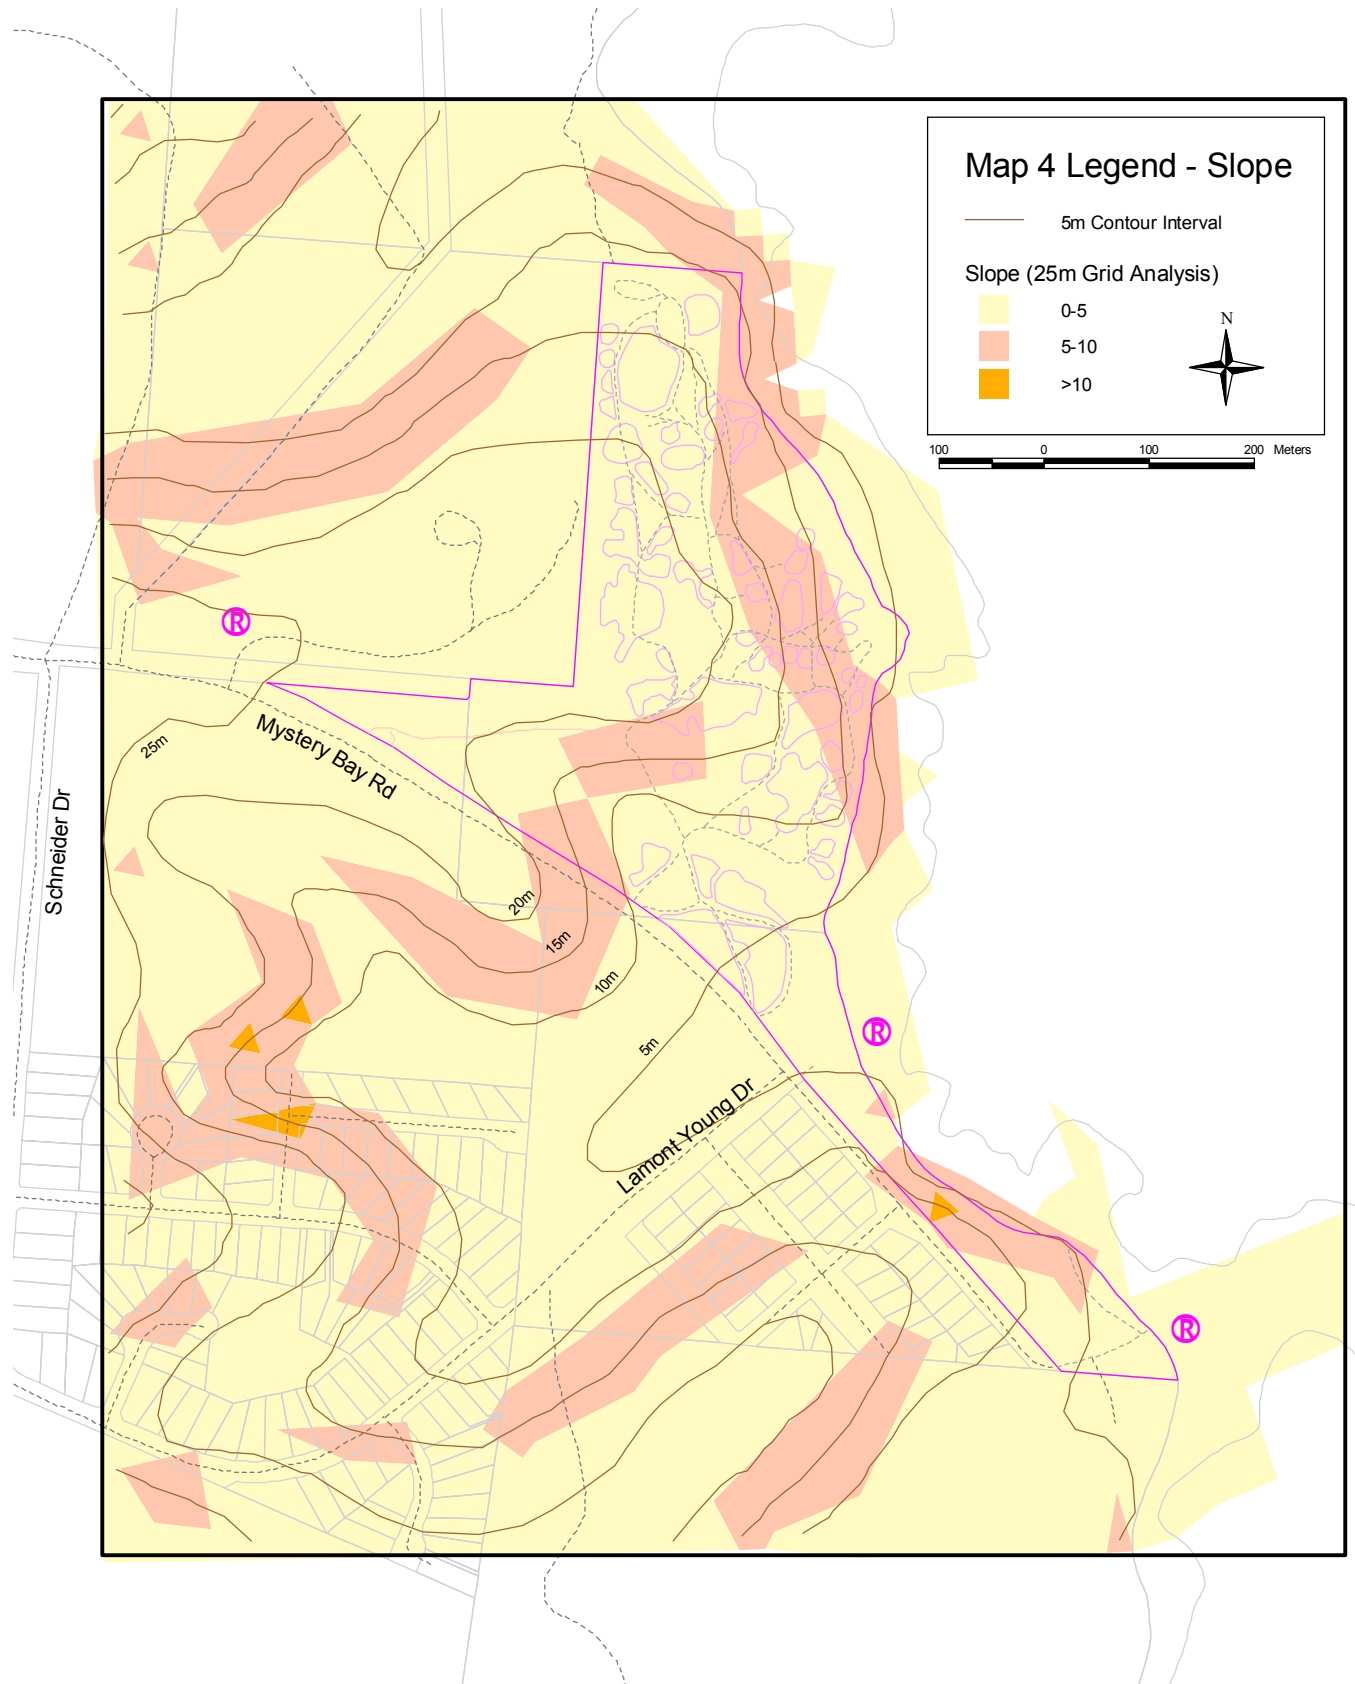 Map 4 Legend - Slope
5m Contour Interval
Slope (25m Grid Analysis)
0-5
5-10
>10
N
100 0 100 200 Meters
®
25m
Mystery Bay Rd
Schneider Dr
20m
15m
10m
5m
®
Lamont Young Dr
®